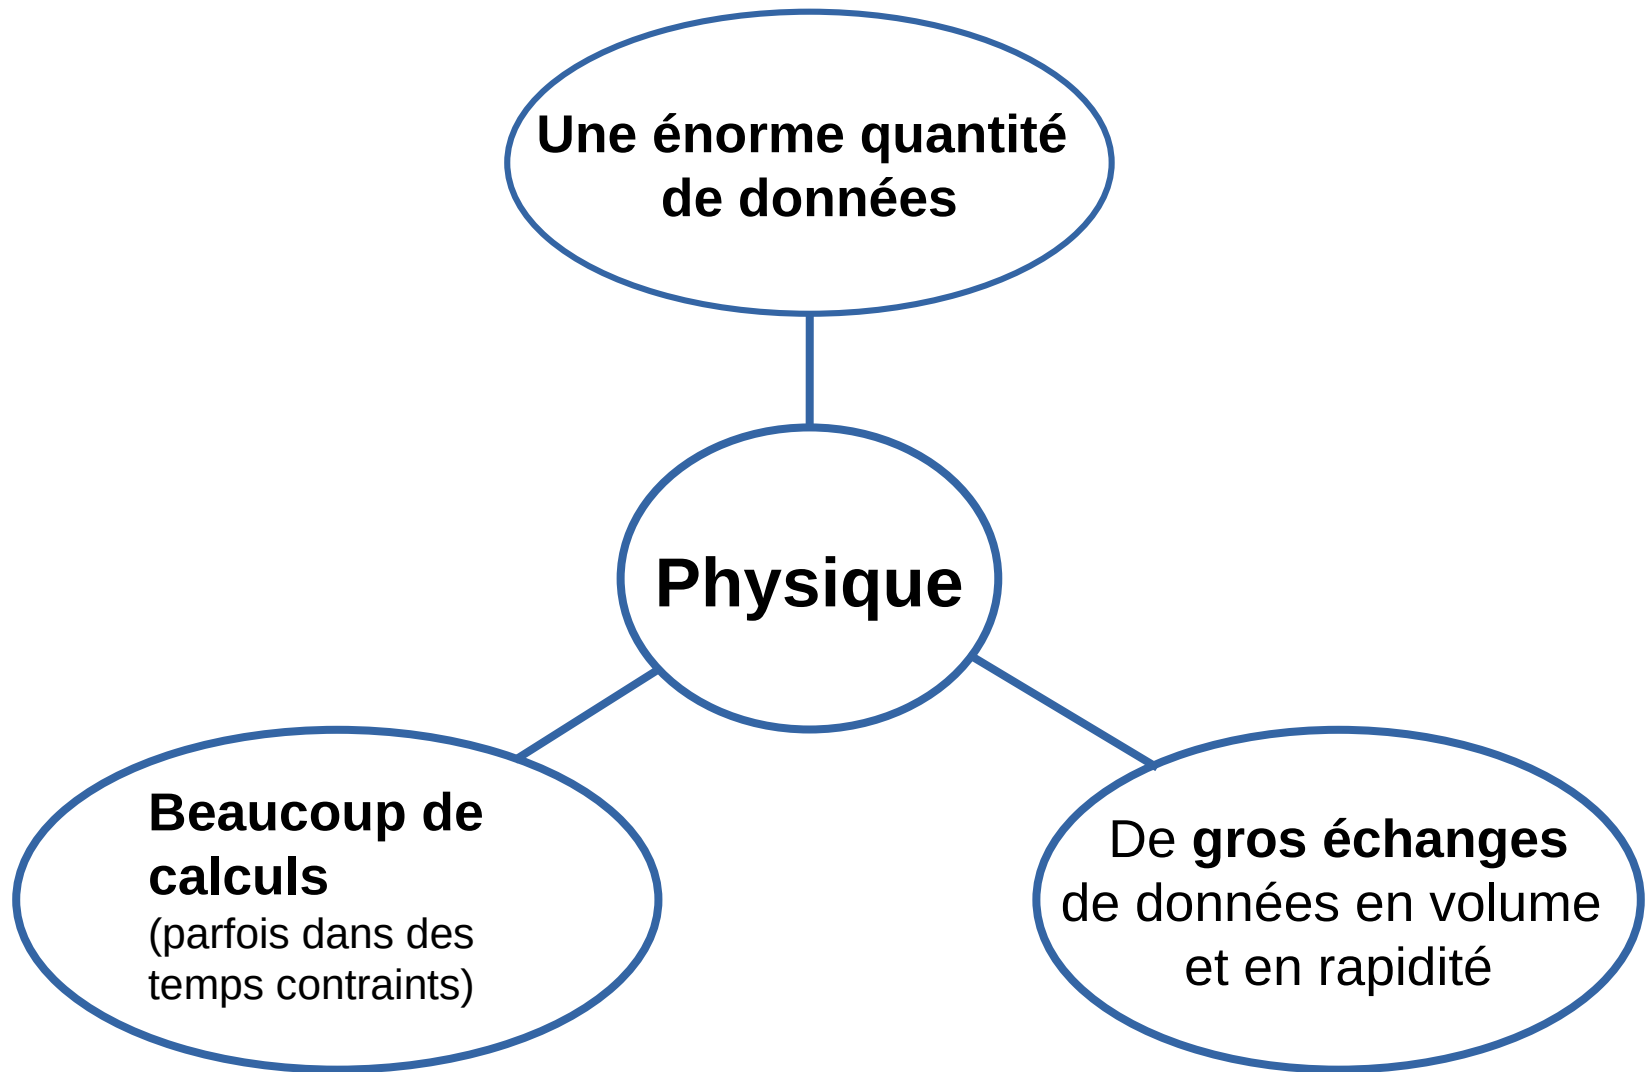 Une énorme quantité
de données
Physique
Beaucoup de
calculs
(parfois dans des
temps contraints)
De gros échanges
de données en volume
et en rapidité